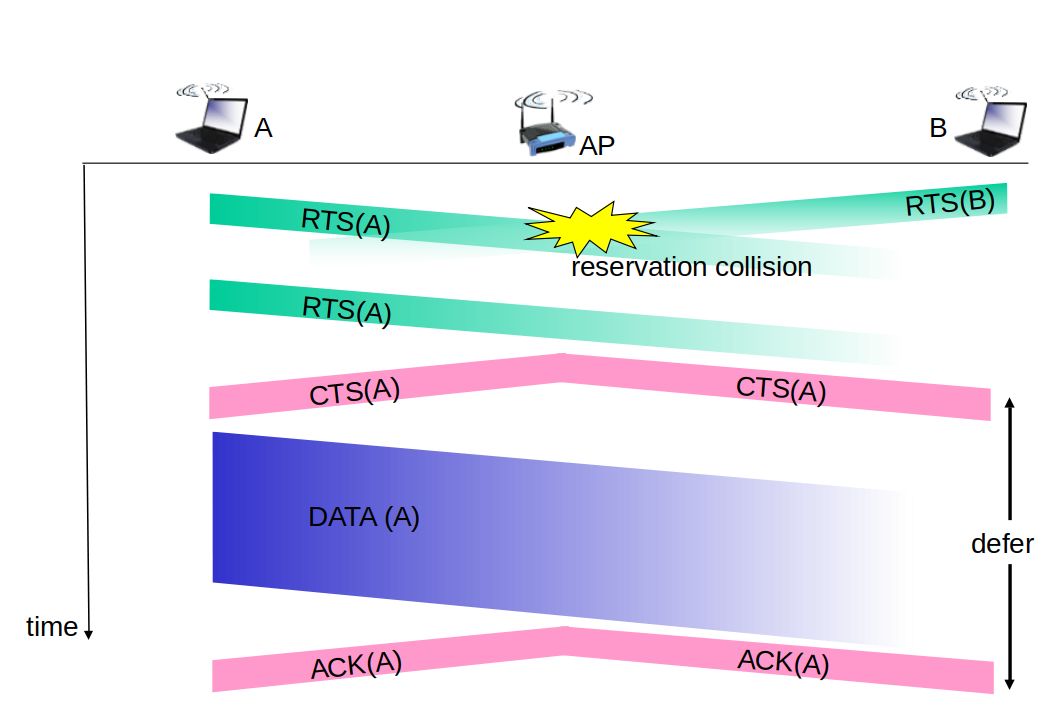 A
AP
B
RTS(A)
RTS(B)
reservation collision
RTS(A)
CTS(A)
CTS(A)
DATA (A)
defer
time
ACK(A)
ACK(A)